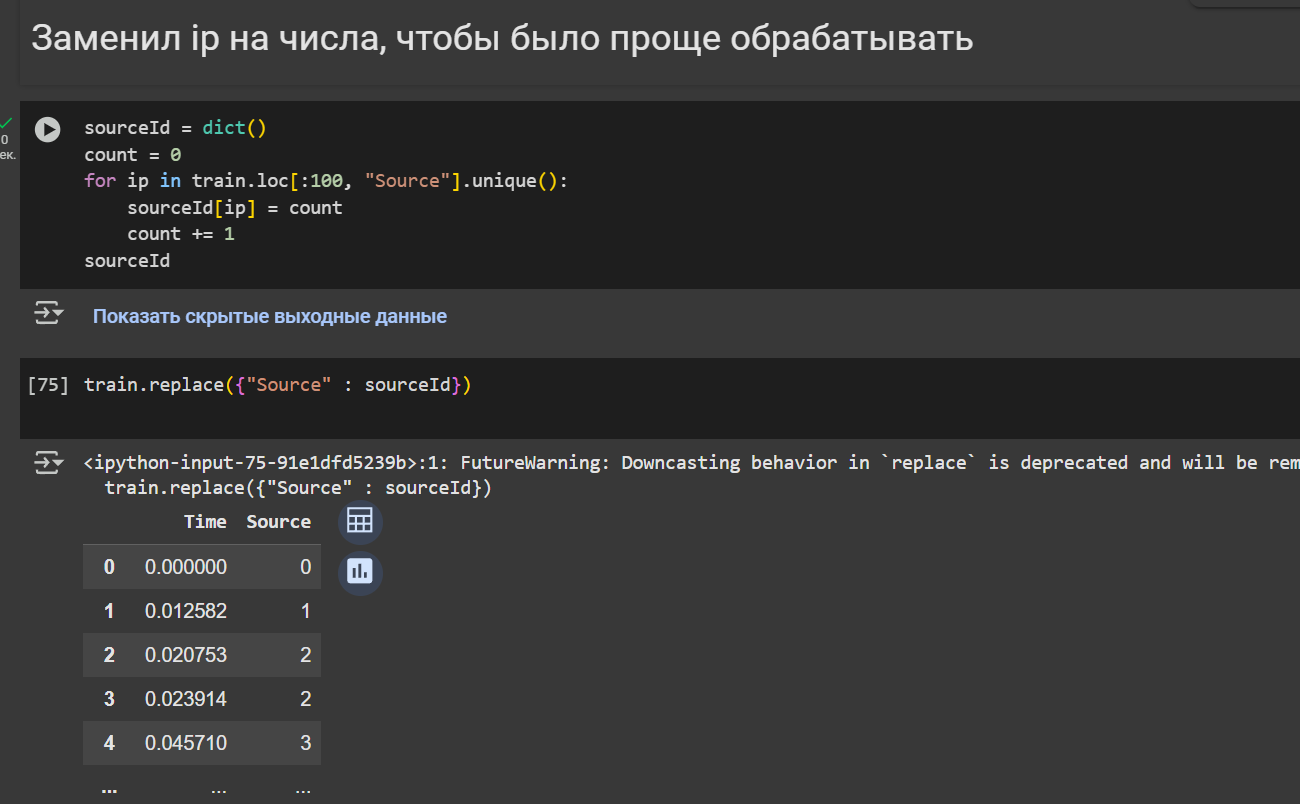 Заменил ip на числа, чтобы было проще обрабатывать
0
ек.
sourceId = dict()
count = 0
for ip in train.loc[:100, "Source"].unique():
    sourceId[ip] = count
    count += 1
sourceId
Показать скрытые выходные данные
[75] train.replace({"Source" : sourceId})
<ipython-input-75-91e1dfd5239b>:1: FutureWarning: Downcasting behavior in `replace` is deprecated and will be rem
  train.replace({"Source" : sourceId})
Time Source
0 0.000000 0
1 0.012582 1
2 0.020753 2
3 0.023914 2
4 0.045710 3
... ... ...